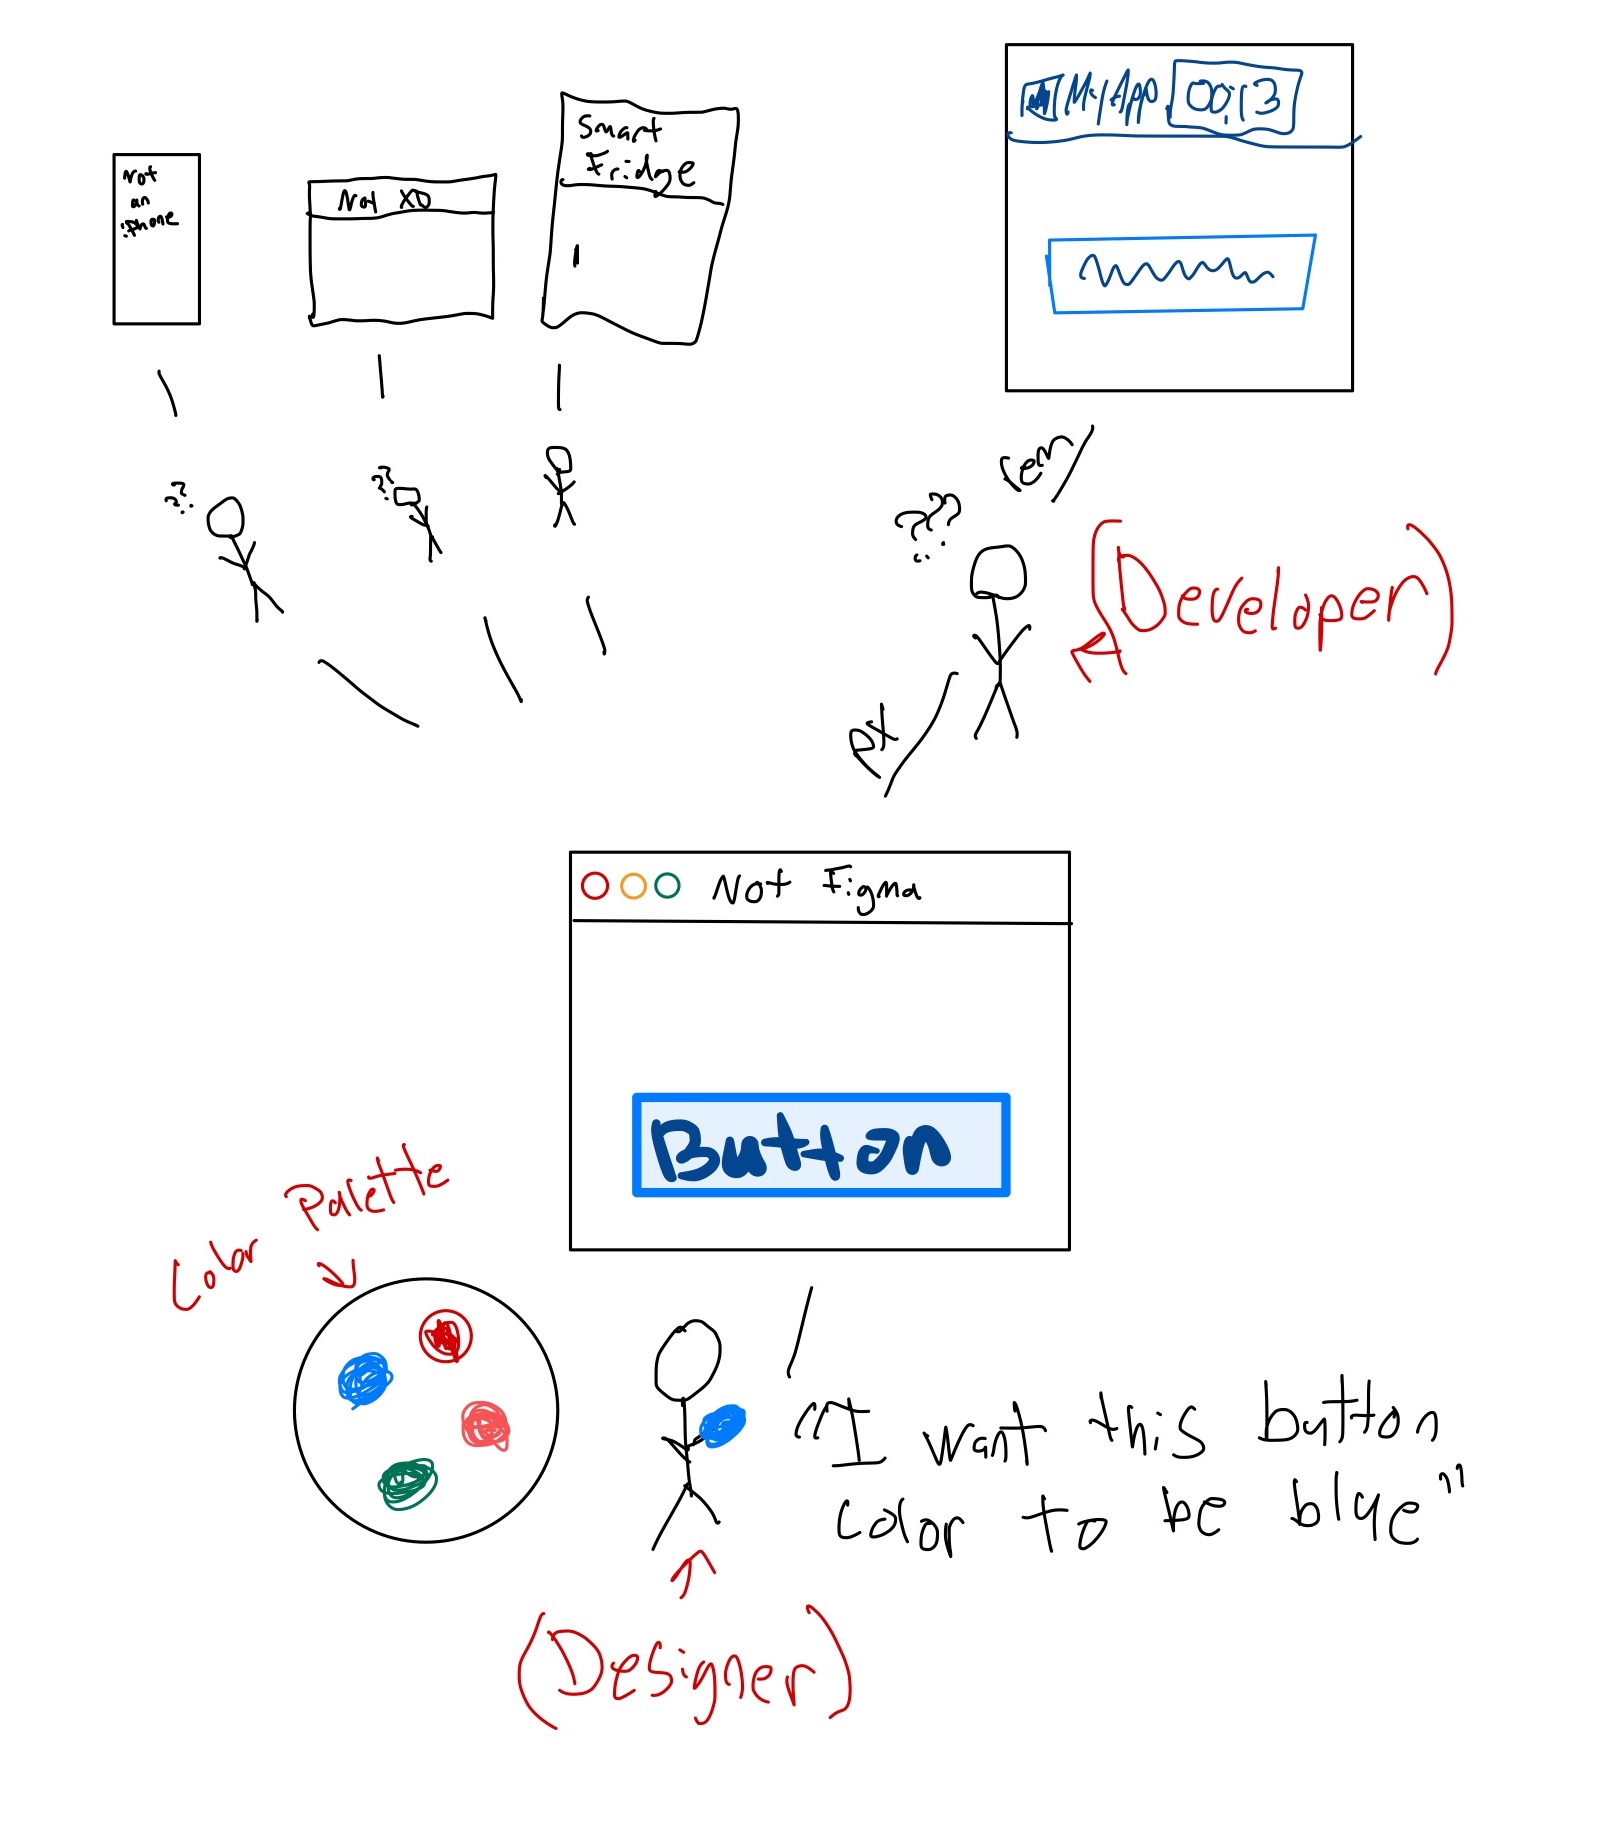 Not
an
iPhone
Not XD
Smart
Fridge
MyApp 00:13
??
??
???
rem
(Developer)
px
Not Figma
Button
Color Palette
"I want this button
color to be blue"
(Designer)